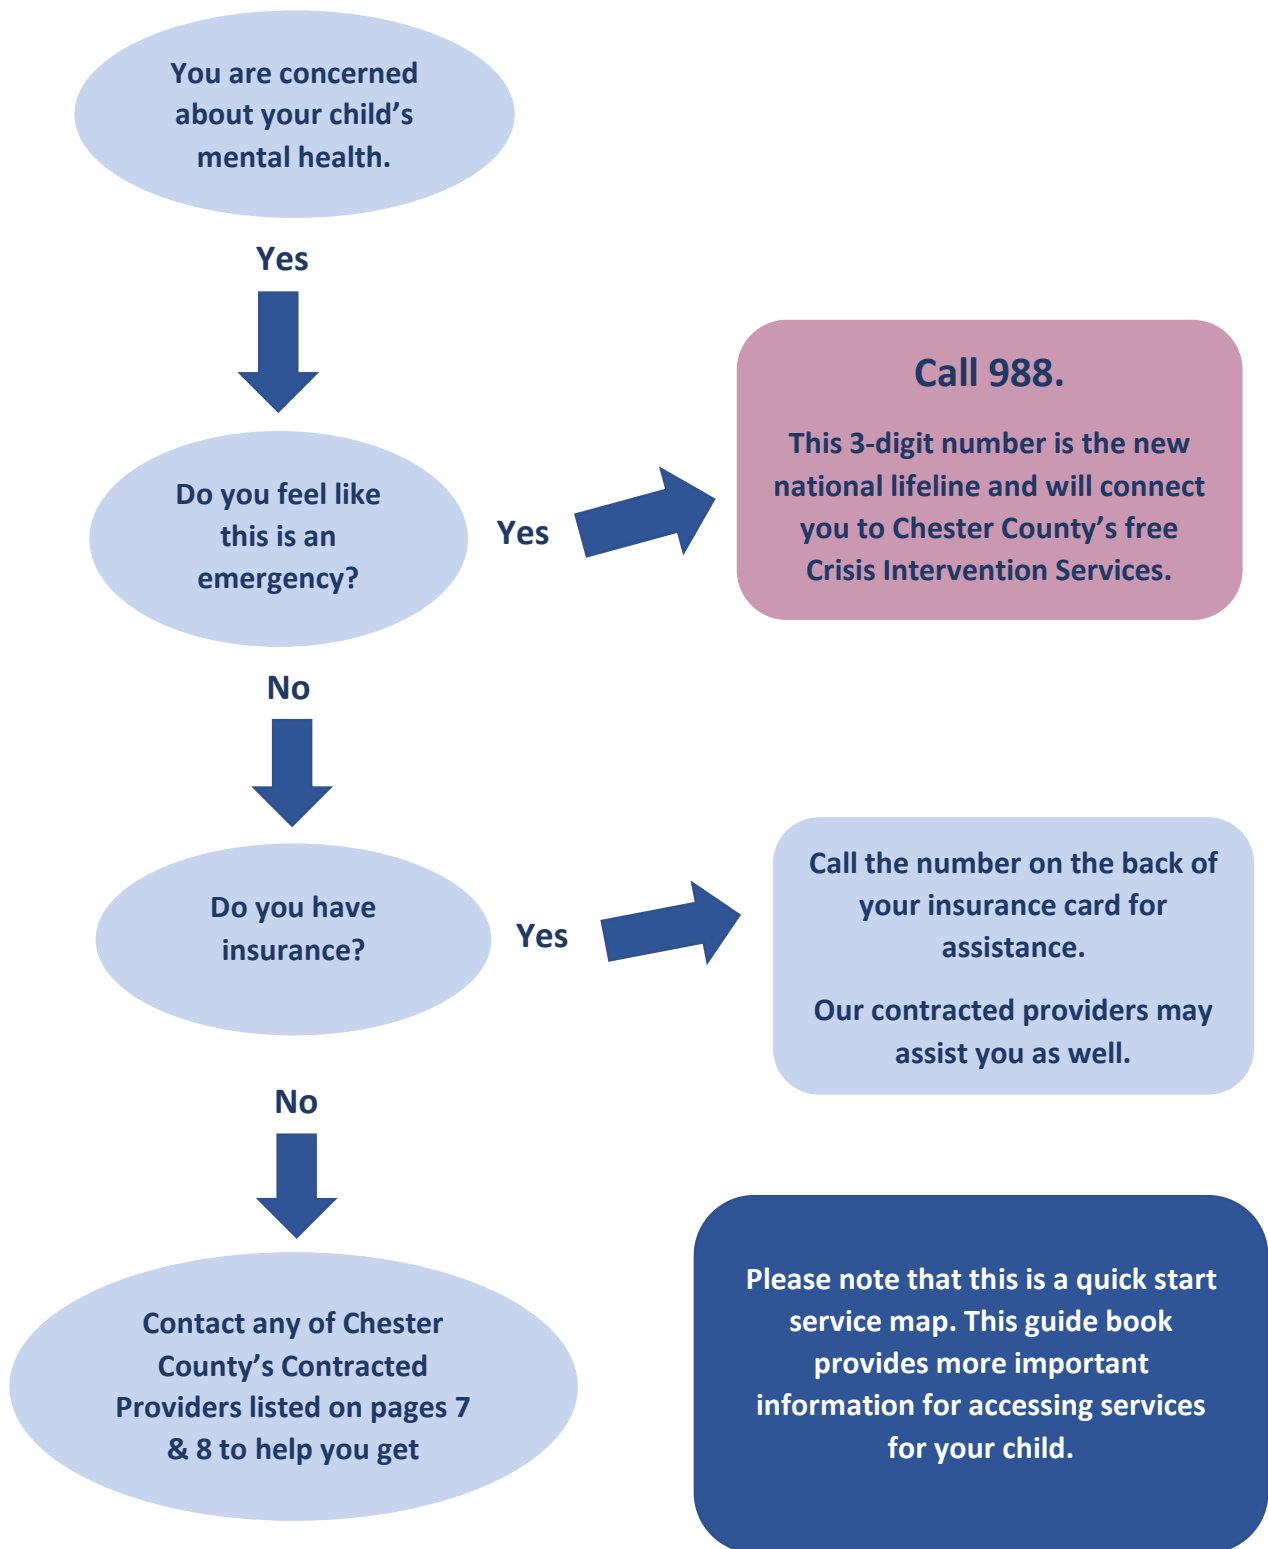 You are concerned
about your child's
mental health.
Yes
Do you feel like
this is an
emergency?
Yes
Call 988.
This 3-digit number is the new
national lifeline and will connect
you to Chester County's free
Crisis Intervention Services.
No
Do you have
insurance?
Yes
Call the number on the back of
your insurance card for
assistance.
Our contracted providers may
assist you as well.
No
Contact any of Chester
County's Contracted
Providers listed on pages 7
& 8 to help you get
Please note that this is a quick start
service map. This guide book
provides more important
information for accessing services
for your child.